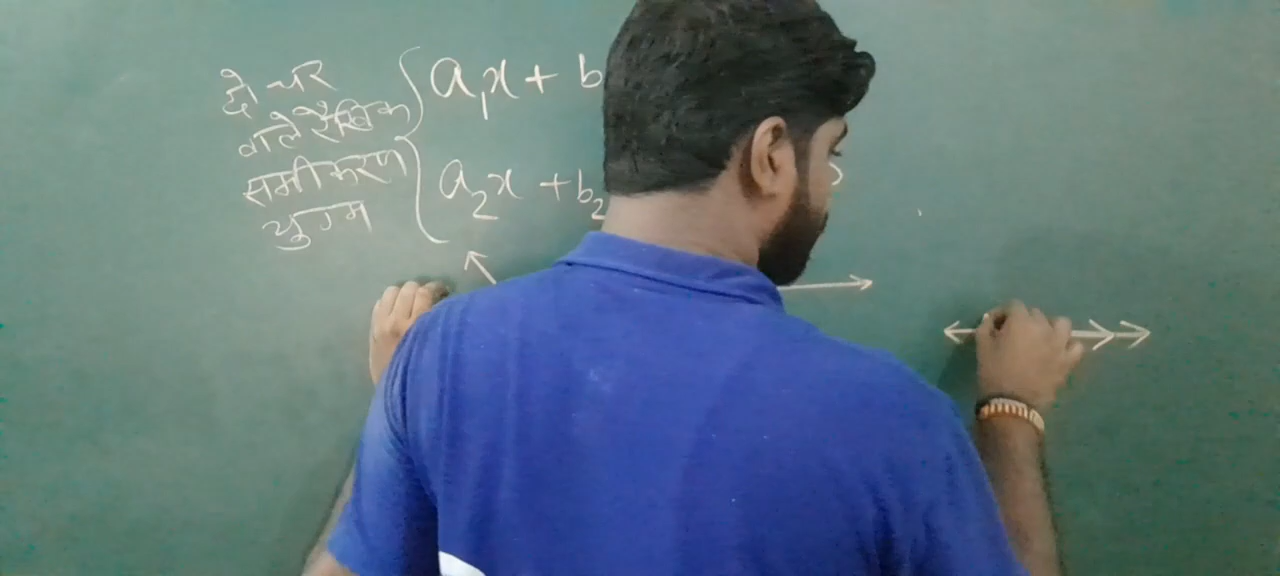 दो चर
वाले रैखिक
समीकरण
युग्म
a₁x + b
a₂x + b₂